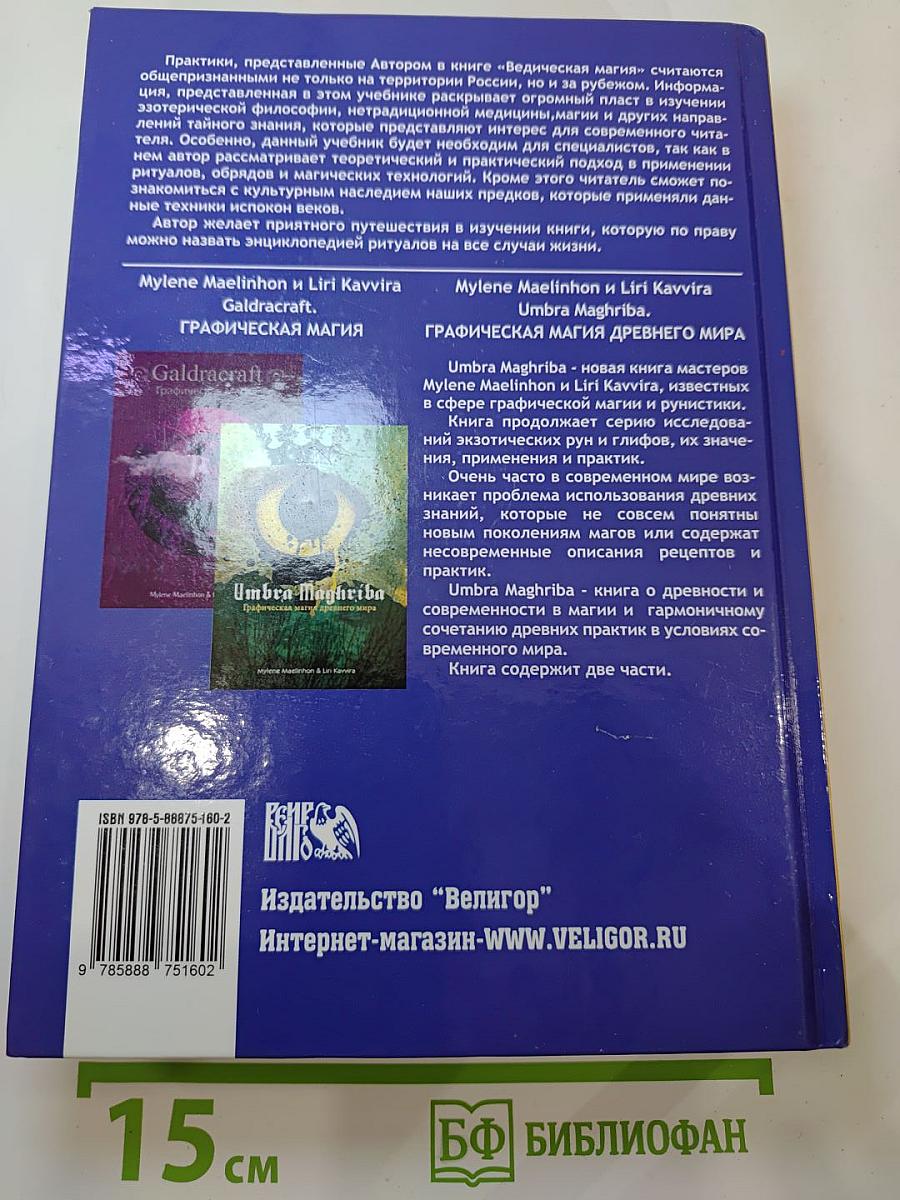 Практики, представленные Автором в книге «Ведическая магия» считаются
общепризнанными не только на территории России, но и за рубежом. Информа-
ция, представленная в этом учебнике раскрывает огромный пласт в изучении
эзотерической философии, нетрадиционной медицины,магии и других направ-
лений тайного знания, которые представляют интерес для современного чита-
теля. Особенно, данный учебник будет необходим для специалистов, так как в
нем автор рассматривает теоретический и практический подход в применении
ритуалов, обрядов и магических технологий. Кроме этого читатель сможет по-
знакомиться с культурным наследием наших предков, которые применяли дан-
ные техники испокон веков.
Автор желает приятного путешествия в изучении книги, которую по праву
можно назвать энциклопедией ритуалов на все случаи жизни.
Mylene Maelinhon и Liri Kavvira
Galdracraft.
ГРАФИЧЕСКАЯ МАГИЯ
Galdracraft
Графическая
Mylene Maelinhon &
Umbra Maghriba
Графическая магия древнего мира
Mylene Maelinhon & Liri Kavvira
Mylene Maelinhon и Liri Kavvira
Umbra Maghriba.
ГРАФИЧЕСКАЯ МАГИЯ ДРЕВНЕГО МИРА
Umbra Maghriba - новая книга мастеров
Mylene Maelinhon и Liri Kavvira, известных
в сфере графической магии и рунистики.
Книга продолжает серию исследова-
ний экзотических рун и глифов, их значе-
ния, применения и практик.
Очень часто в современном мире воз-
никает проблема использования древних
знаний, которые не совсем понятны
новым поколениям магов или содержат
несовременные описания рецептов и
практик.
Umbra Maghriba - книга о древности и
современности в магии и гармоничному
сочетанию древних практик в условиях со-
временного мира.
Книга содержит две части.
ISBN 978-5-88875-160-2
9 785888 751602
ВЕЛИГОР
Издательство "Велигор"
Интернет-магазин-WWW.VELIGOR.RU
15 см
БФ БИБЛИОФАН